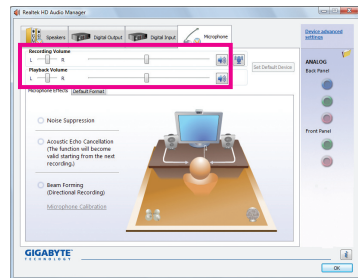 Realtek HD Audio Manager
Speakers
Digital Output
Digital Input
Microphone
Device advanced
settings
Recording Volume
L
R
Playback Volume
L
R
Set Default Device
ANALOG
Back Panel
Microphone Effects
Default Format
Noise Suppression
Acoustic Echo Cancellation
(The function will become
valid starting from the next
recording.)
Front Panel
Beam Forming
(Directional Recording)
Microphone Calibration
GIGABYTE™
TECHNOLOGY
i
OK